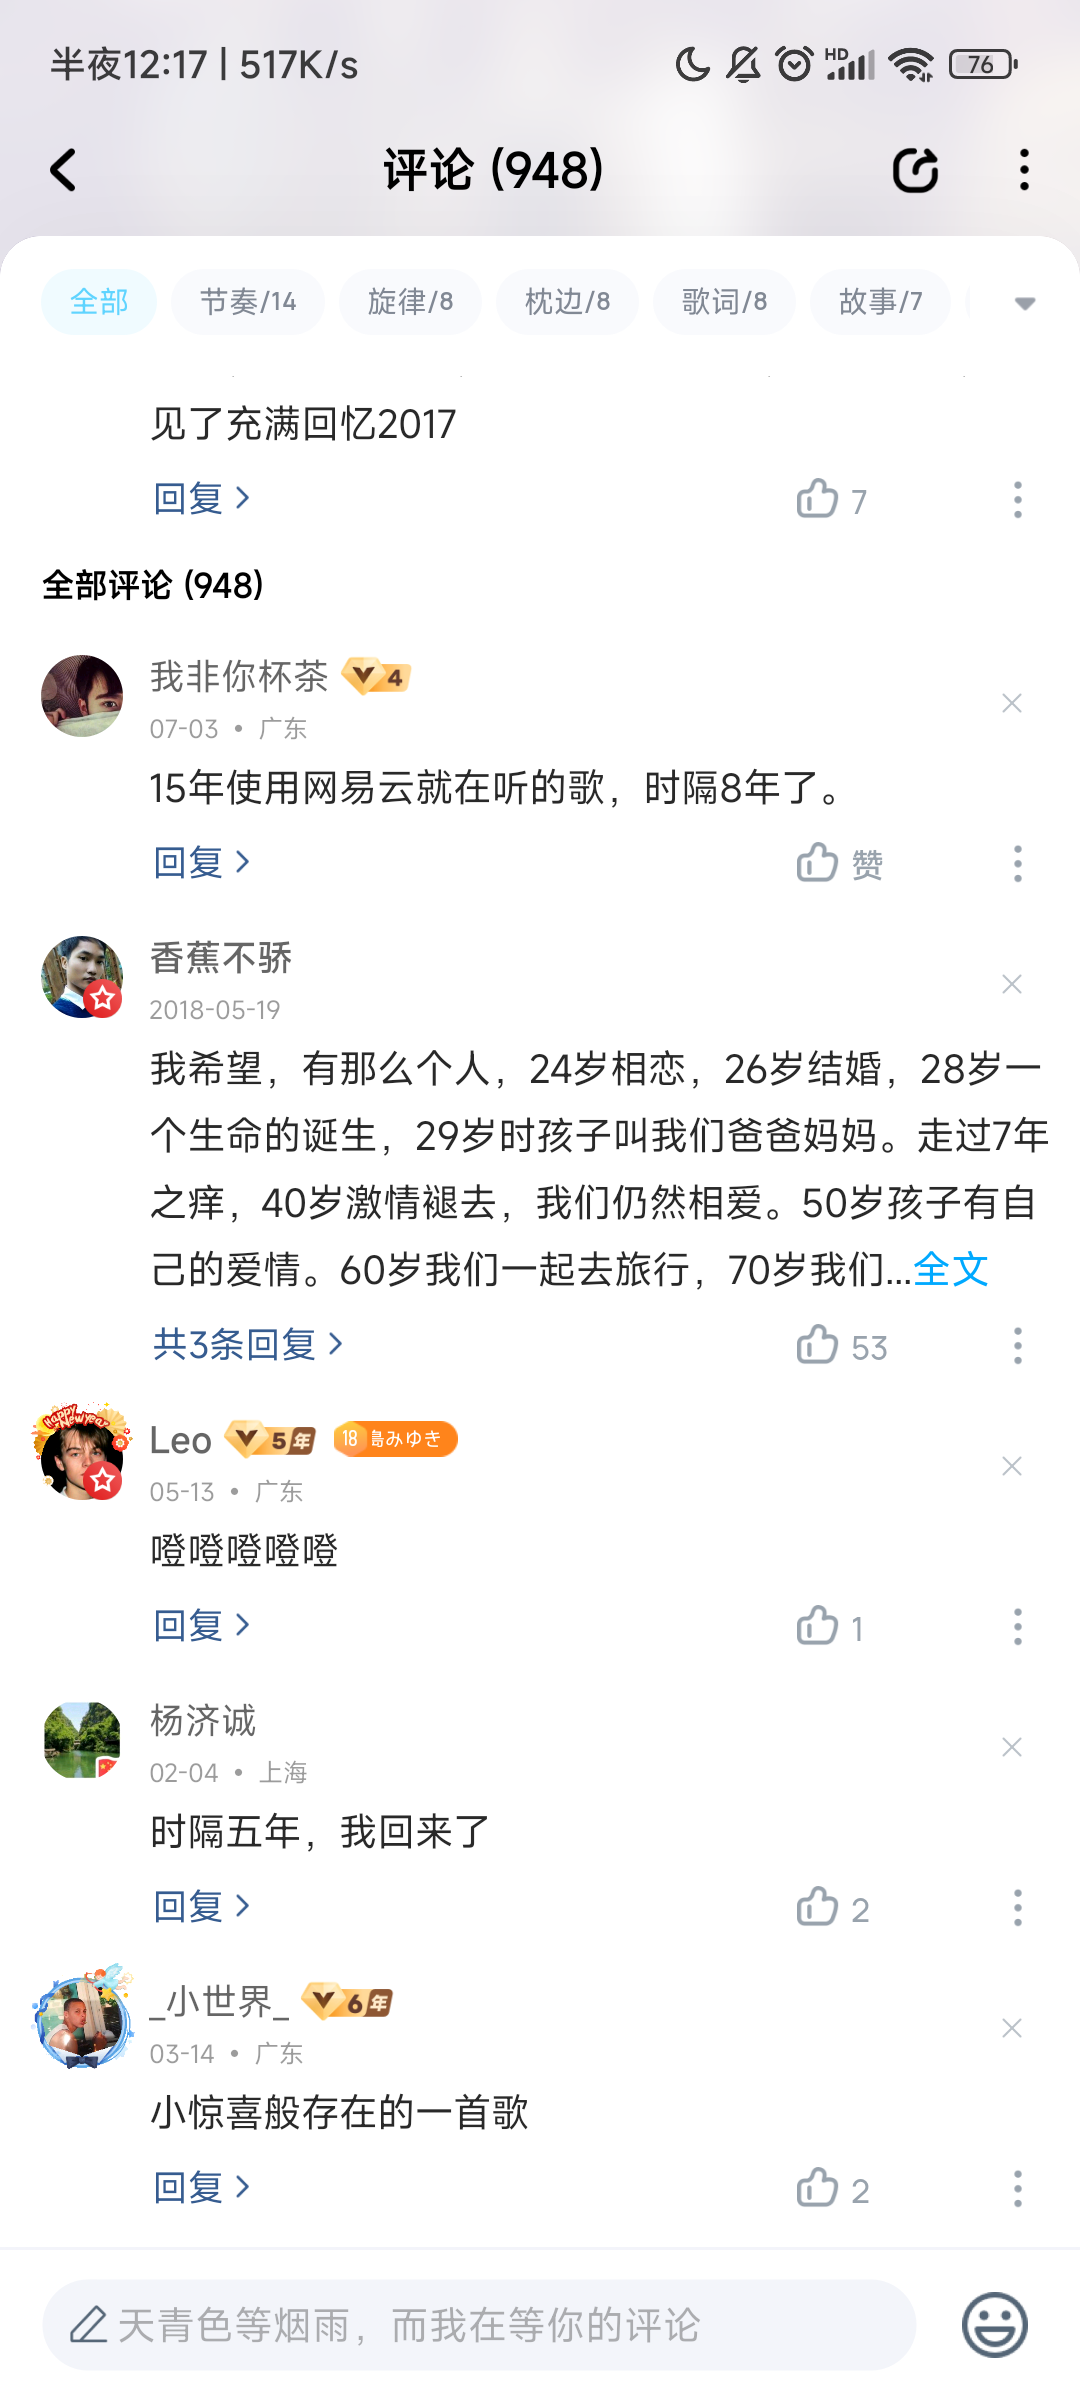 半夜12:17 | 517K/s
HD
76
评论 (948)
全部
节奏/14
旋律/8
枕边/8
歌词/8
故事/7
见了充满回忆2017
回复
7
全部评论 (948)
我非你杯茶
4
07-03 • 广东
15年使用网易云就在听的歌，时隔8年了。
回复
赞
香蕉不骄
2018-05-19
我希望，有那么个人，24岁相恋，26岁结婚，28岁一
个生命的诞生，29岁时孩子叫我们爸爸妈妈。走过7年
之痒，40岁激情褪去，我们仍然相爱。50岁孩子有自
己的爱情。60岁我们一起去旅行，70岁我们...全文
共3条回复
53
Happy
New year
Leo
5年
18
島みゆき
05-13 • 广东
噔噔噔噔噔
回复
1
杨济诚
02-04 • 上海
时隔五年，我回来了
回复
2
_小世界_
6年
03-14 • 广东
小惊喜般存在的一首歌
回复
2
天青色等烟雨，而我在等你的评论